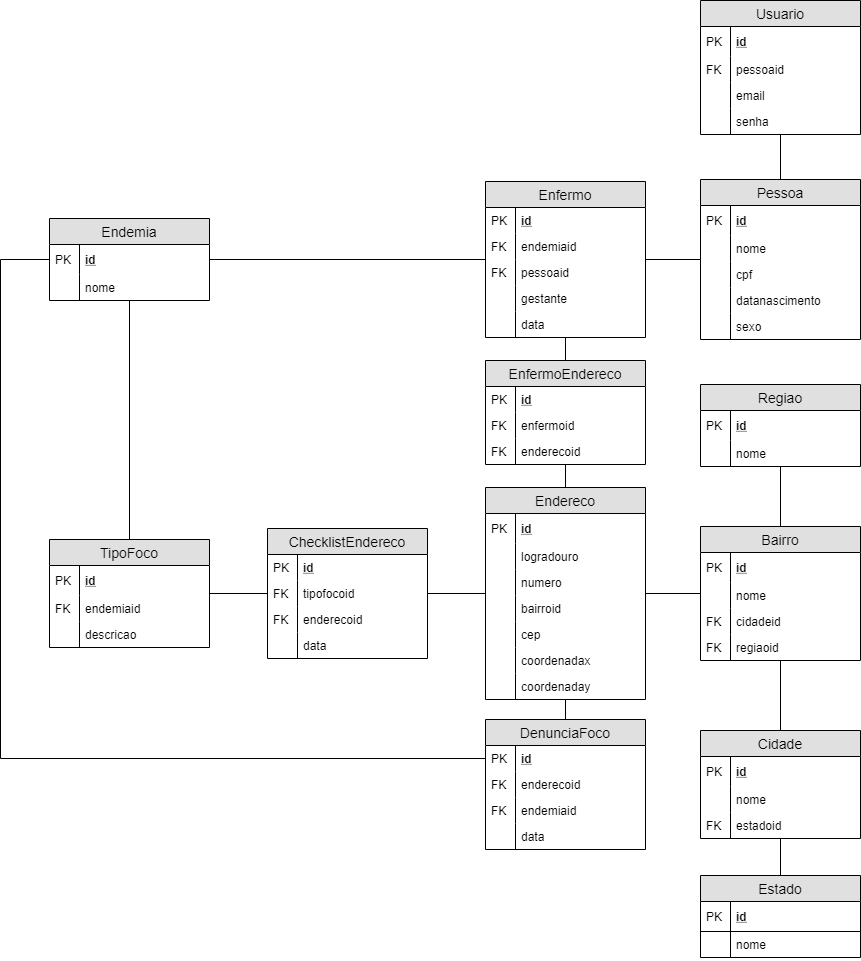 Usuario
PK id
FK pessoaid
email
senha
Pessoa
PK id
nome
cpf
datanascimento
sexo
Enfermo
PK id
FK endemiaid
FK pessoaid
gestante
data
Endemia
PK id
nome
EnfermoEndereco
PK id
FK enfermoid
FK enderecoid
Regiao
PK id
nome
Endereco
PK id
logradouro
numero
bairroid
cep
coordenadax
coordenaday
Bairro
PK id
nome
FK cidadeid
FK regiaoid
ChecklistEndereco
PK id
FK tipofocoid
FK enderecoid
data
TipoFoco
PK id
FK endemiaid
descricao
DenunciaFoco
PK id
FK enderecoid
FK endemiaid
data
Cidade
PK id
nome
FK estadoid
Estado
PK id
nome